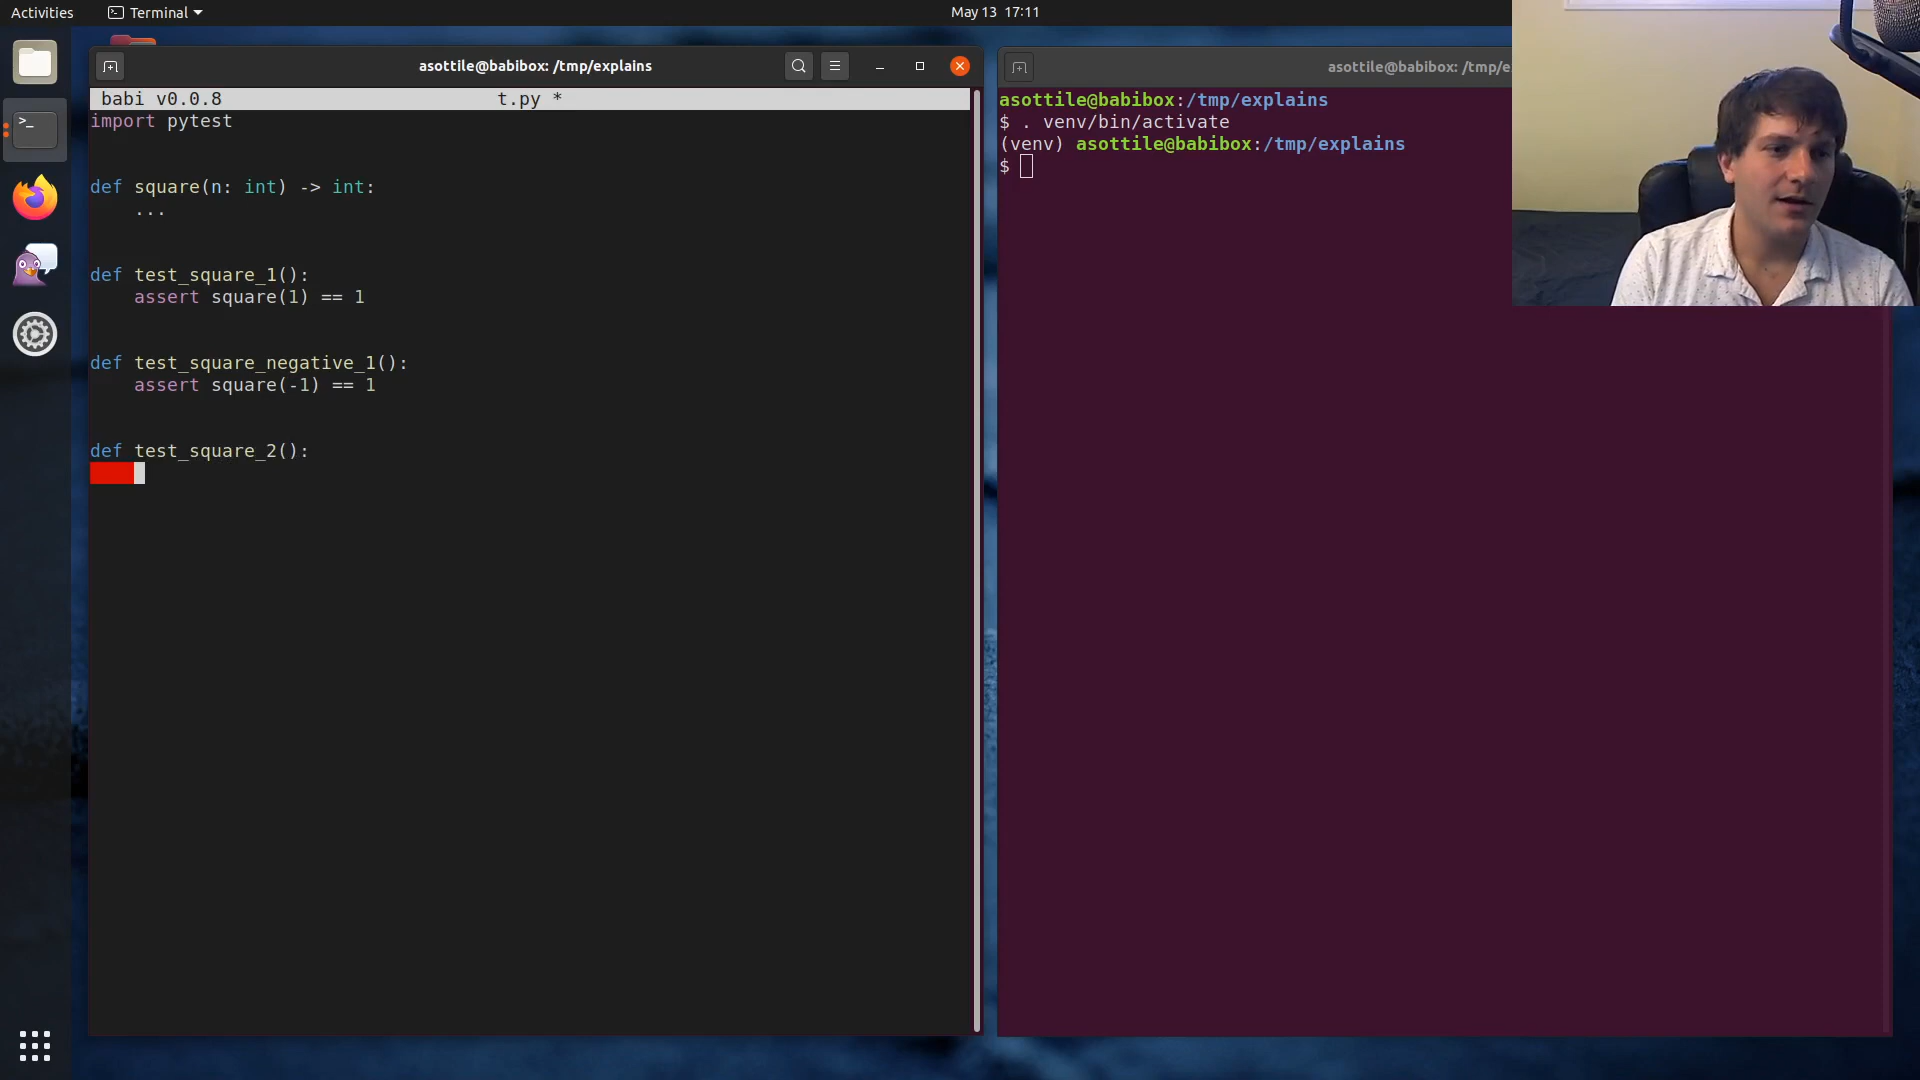 Activities
Terminal
May 13 17:11
asottile@babibox: /tmp/explains
babi v0.0.8 t.py *
import pytest
def square(n: int) -> int:
    ...
def test_square_1():
    assert square(1) == 1
def test_square_negative_1():
    assert square(-1) == 1
def test_square_2():
asottile@babibox: /tmp/e
asottile@babibox:/tmp/explains
$ . venv/bin/activate
(venv) asottile@babibox:/tmp/explains
$